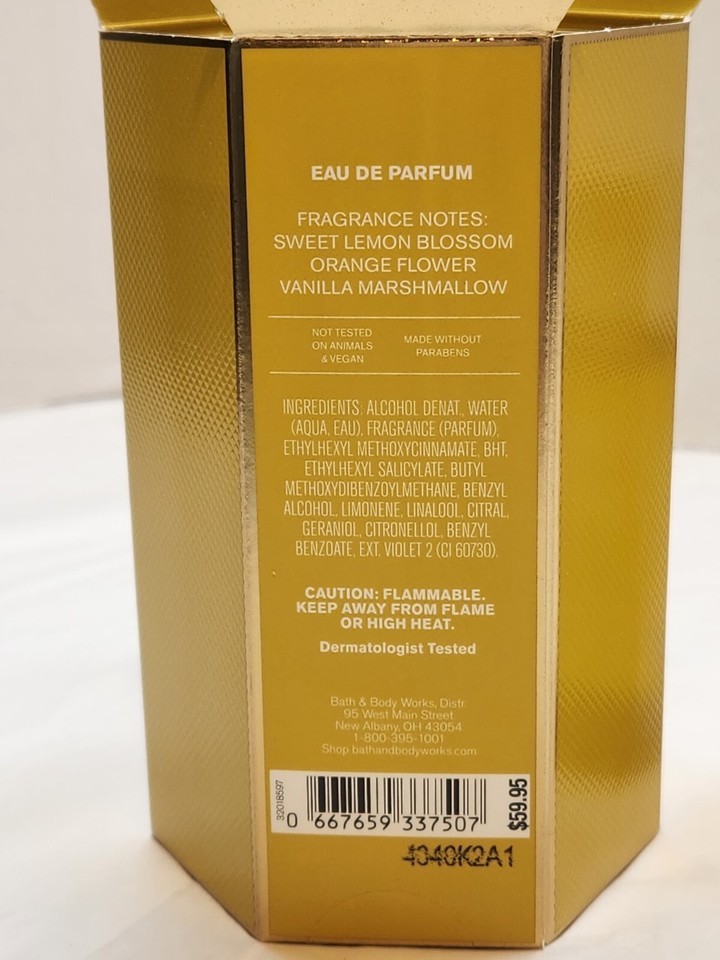 EAU DE PARFUM
FRAGRANCE NOTES:
SWEET LEMON BLOSSOM
ORANGE FLOWER
VANILLA MARSHMALLOW
NOT TESTED
ON ANIMALS
& VEGAN
MADE WITHOUT
PARABENS
INGREDIENTS: ALCOHOL DENAT., WATER
(AQUA, EAU), FRAGRANCE (PARFUM),
ETHYLHEXYL METHOXYCINNAMATE, BHT,
ETHYLHEXYL SALICYLATE, BUTYL
METHOXYDIBENZOYLMETHANE, BENZYL
ALCOHOL, LIMONENE, LINALOOL, CITRAL,
GERANIOL, CITRONELLOL, BENZYL
BENZOATE, EXT. VIOLET 2 (CI 60730).
CAUTION: FLAMMABLE.
KEEP AWAY FROM FLAME
OR HIGH HEAT.
Dermatologist Tested
Bath & Body Works, Distr.
95 West Main Street
New Albany, OH 43054
1-800-395-1001
Shop bathandbodyworks.com
32018597
0 667659 337507
$59.95
4340K2A1